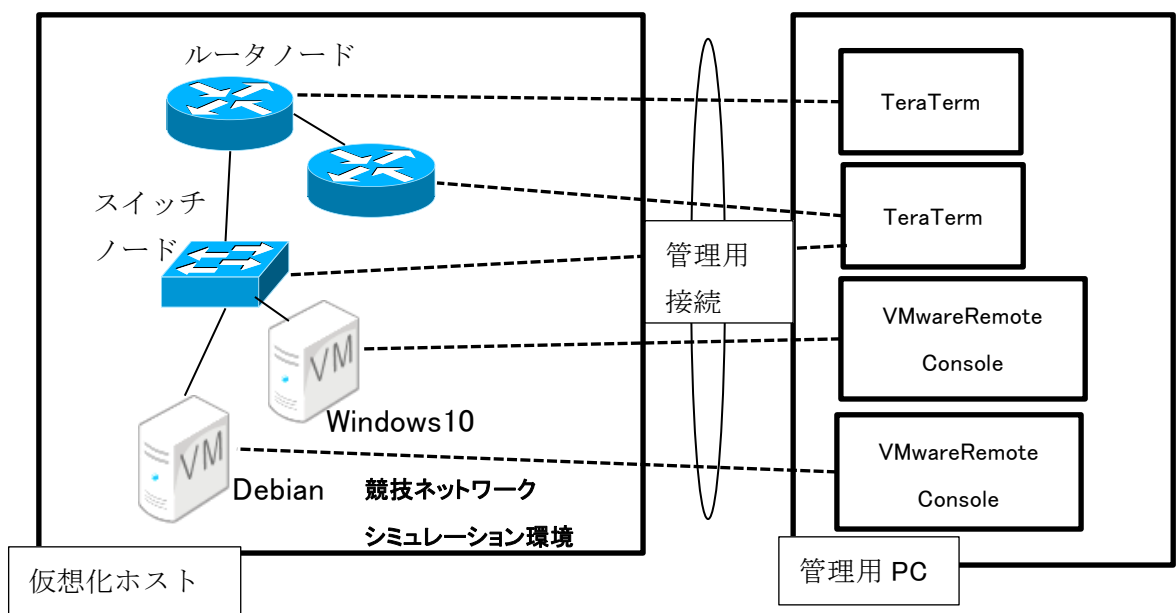 ルータノード
スイッチ
ノード
VM
Windows10
VM
Debian
競技ネットワーク
シミュレーション環境
仮想化ホスト
管理用
接続
TeraTerm
TeraTerm
VMwareRemote
Console
VMwareRemote
Console
管理用 PC